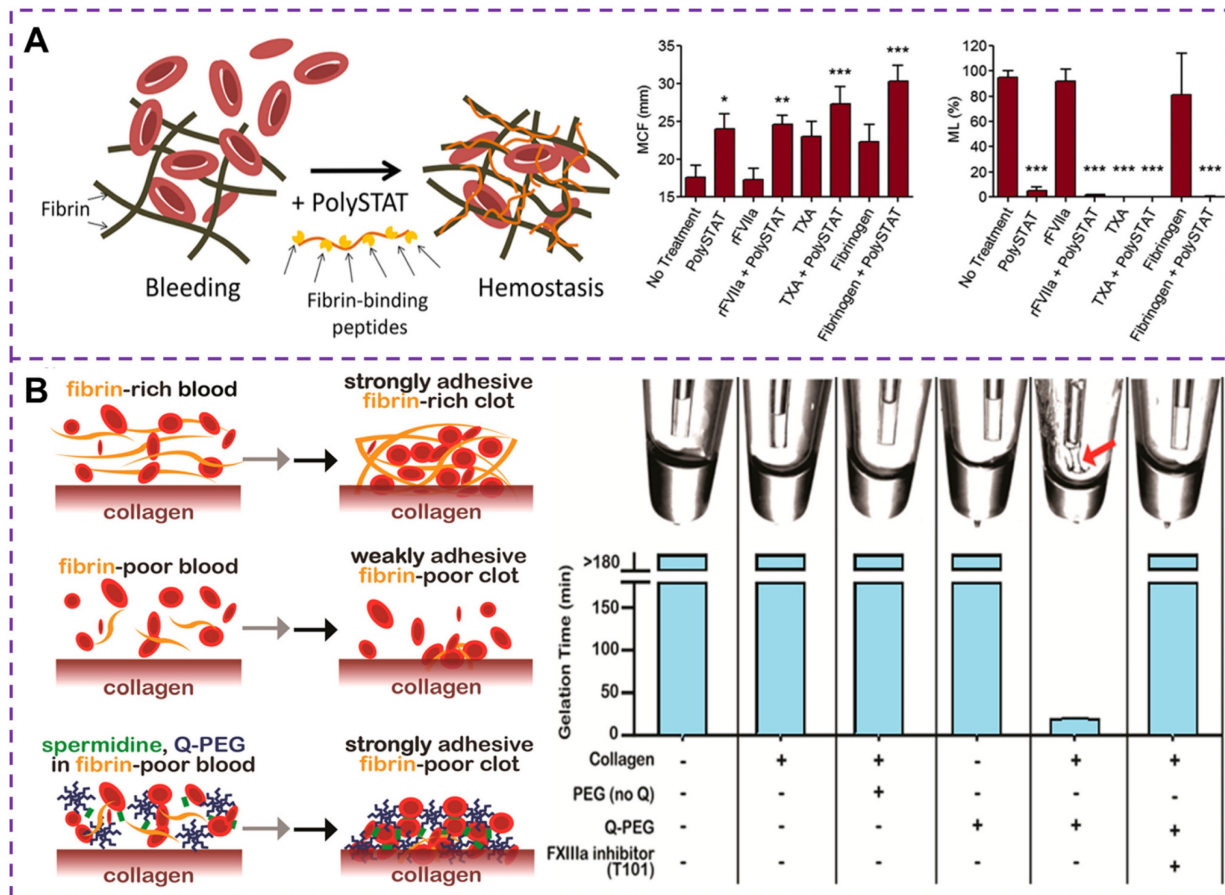 A
Fibrin
+ PolySTAT
Bleeding
Fibrin-binding
peptides
Hemostasis
MCF (mm)
35
30
25
20
15
*
**
***
***
No Treatment
PolySTAT
rFVIIa
rFVIIa + PolySTAT
TXA
TXA + PolySTAT
Fibrinogen
Fibrinogen + PolySTAT
ML (%)
120
100
80
60
40
20
0
***
***
***
***
***
No Treatment
PolySTAT
rFVIIa
rFVIIa + PolySTAT
TXA
TXA + PolySTAT
Fibrinogen
Fibrinogen + PolySTAT
B
fibrin-rich blood
collagen
strongly adhesive
fibrin-rich clot
collagen
fibrin-poor blood
collagen
weakly adhesive
fibrin-poor clot
collagen
spermidine, Q-PEG
in fibrin-poor blood
collagen
strongly adhesive
fibrin-poor clot
collagen
Gelation Time (min)
>180
150
100
50
0
Collagen - + + - + +
PEG (no Q) - - + - - -
Q-PEG - - - + + +
FXIIIa inhibitor
(T101) - - - - - +